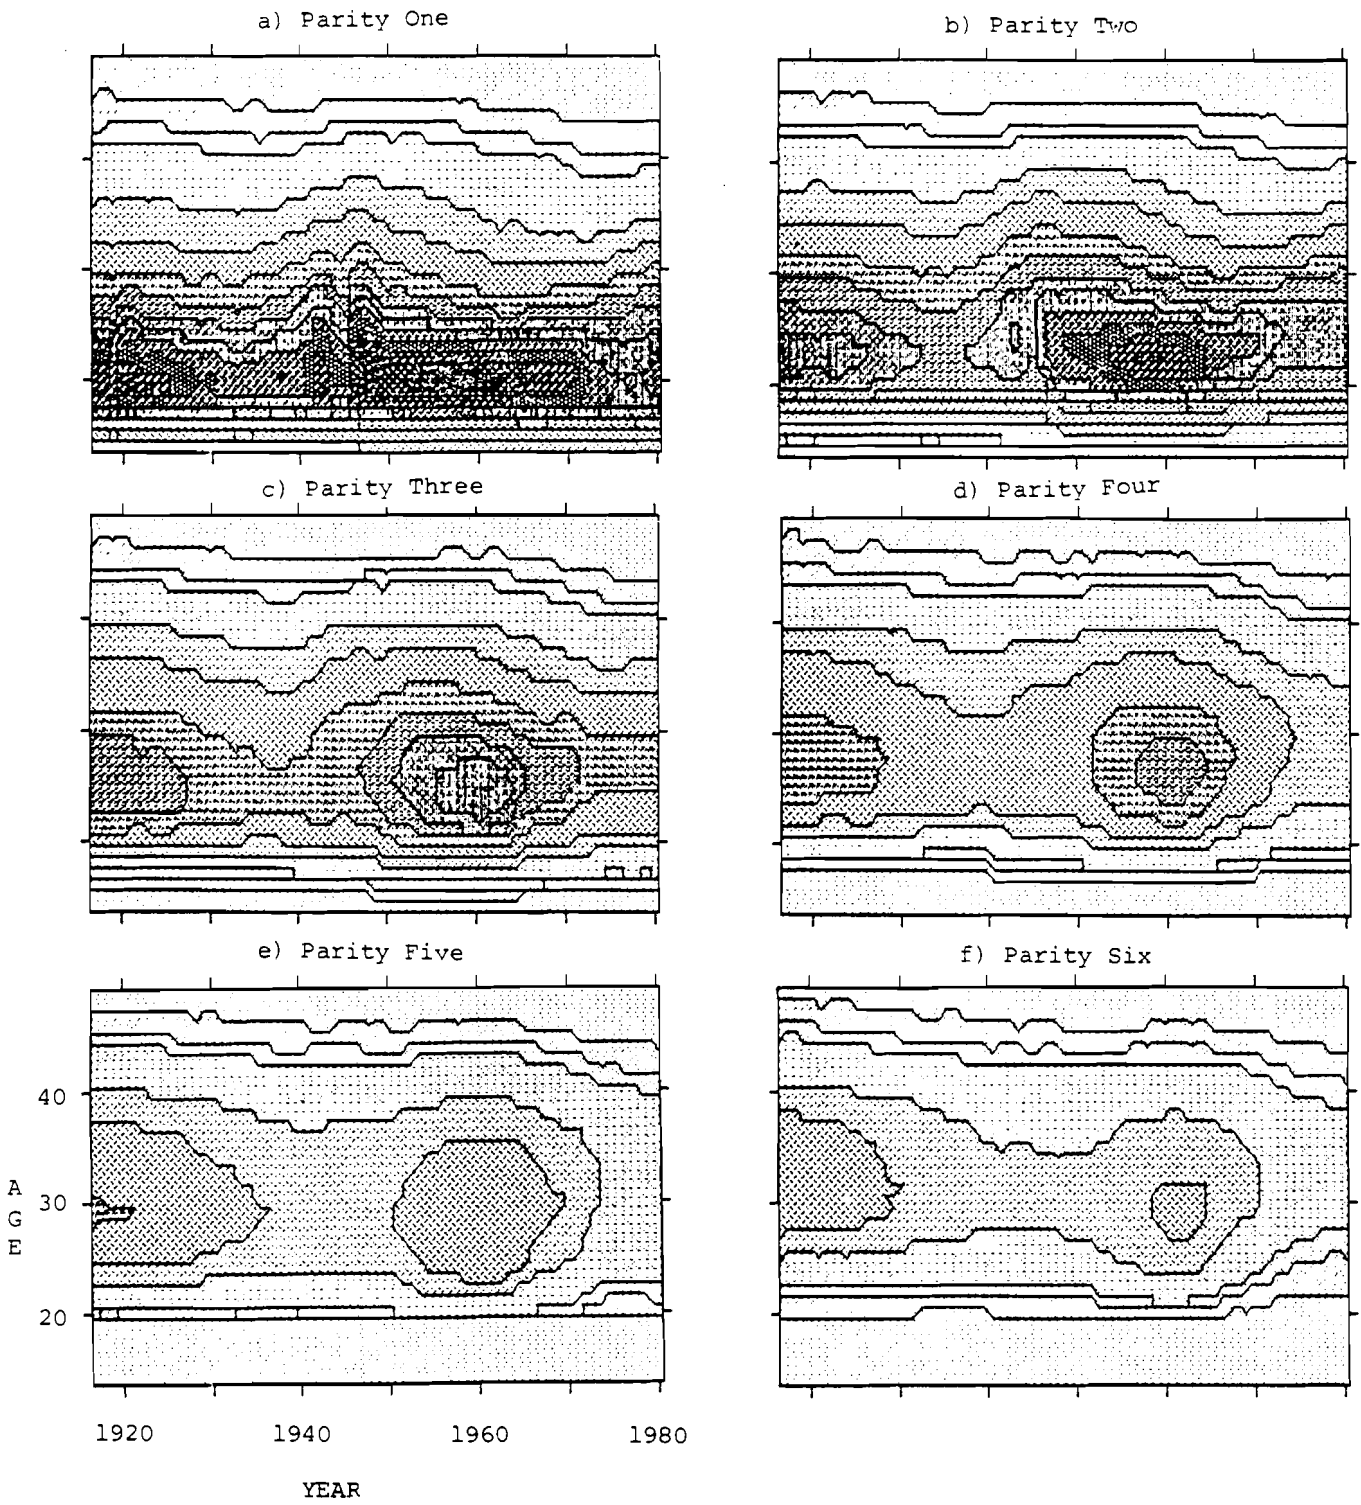 a) Parity One
b) Parity Two
c) Parity Three
d) Parity Four
e) Parity Five
f) Parity Six
40
A
G
E
30
20
1920 1940 1960 1980
YEAR